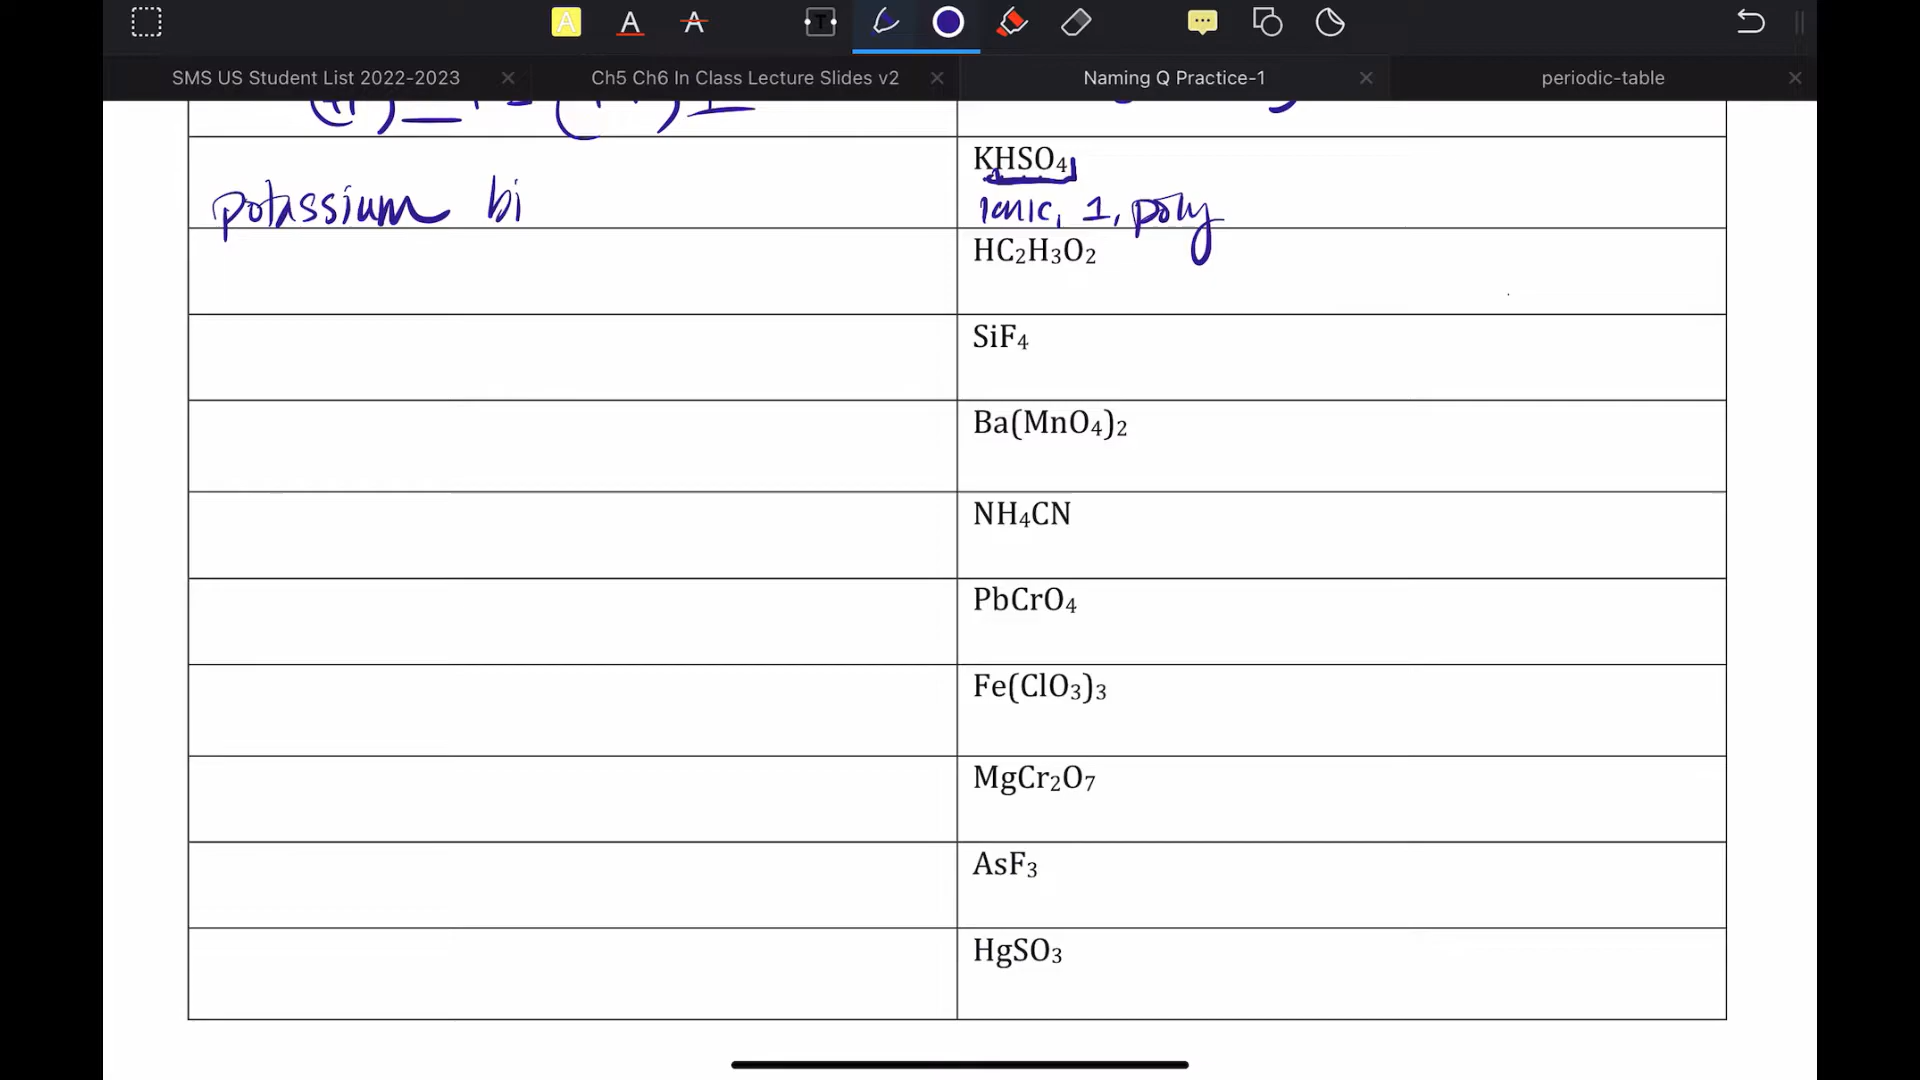 SMS US Student List 2022-2023
Ch5 Ch6 In Class Lecture Slides v2
Naming Q Practice-1
periodic-table
KHSO₄
potassium bi
ionic, 1, poly
HC₂H₃O₂
SiF₄
Ba(MnO₄)₂
NH₄CN
PbCrO₄
Fe(ClO₃)₃
MgCr₂O₇
AsF₃
HgSO₃